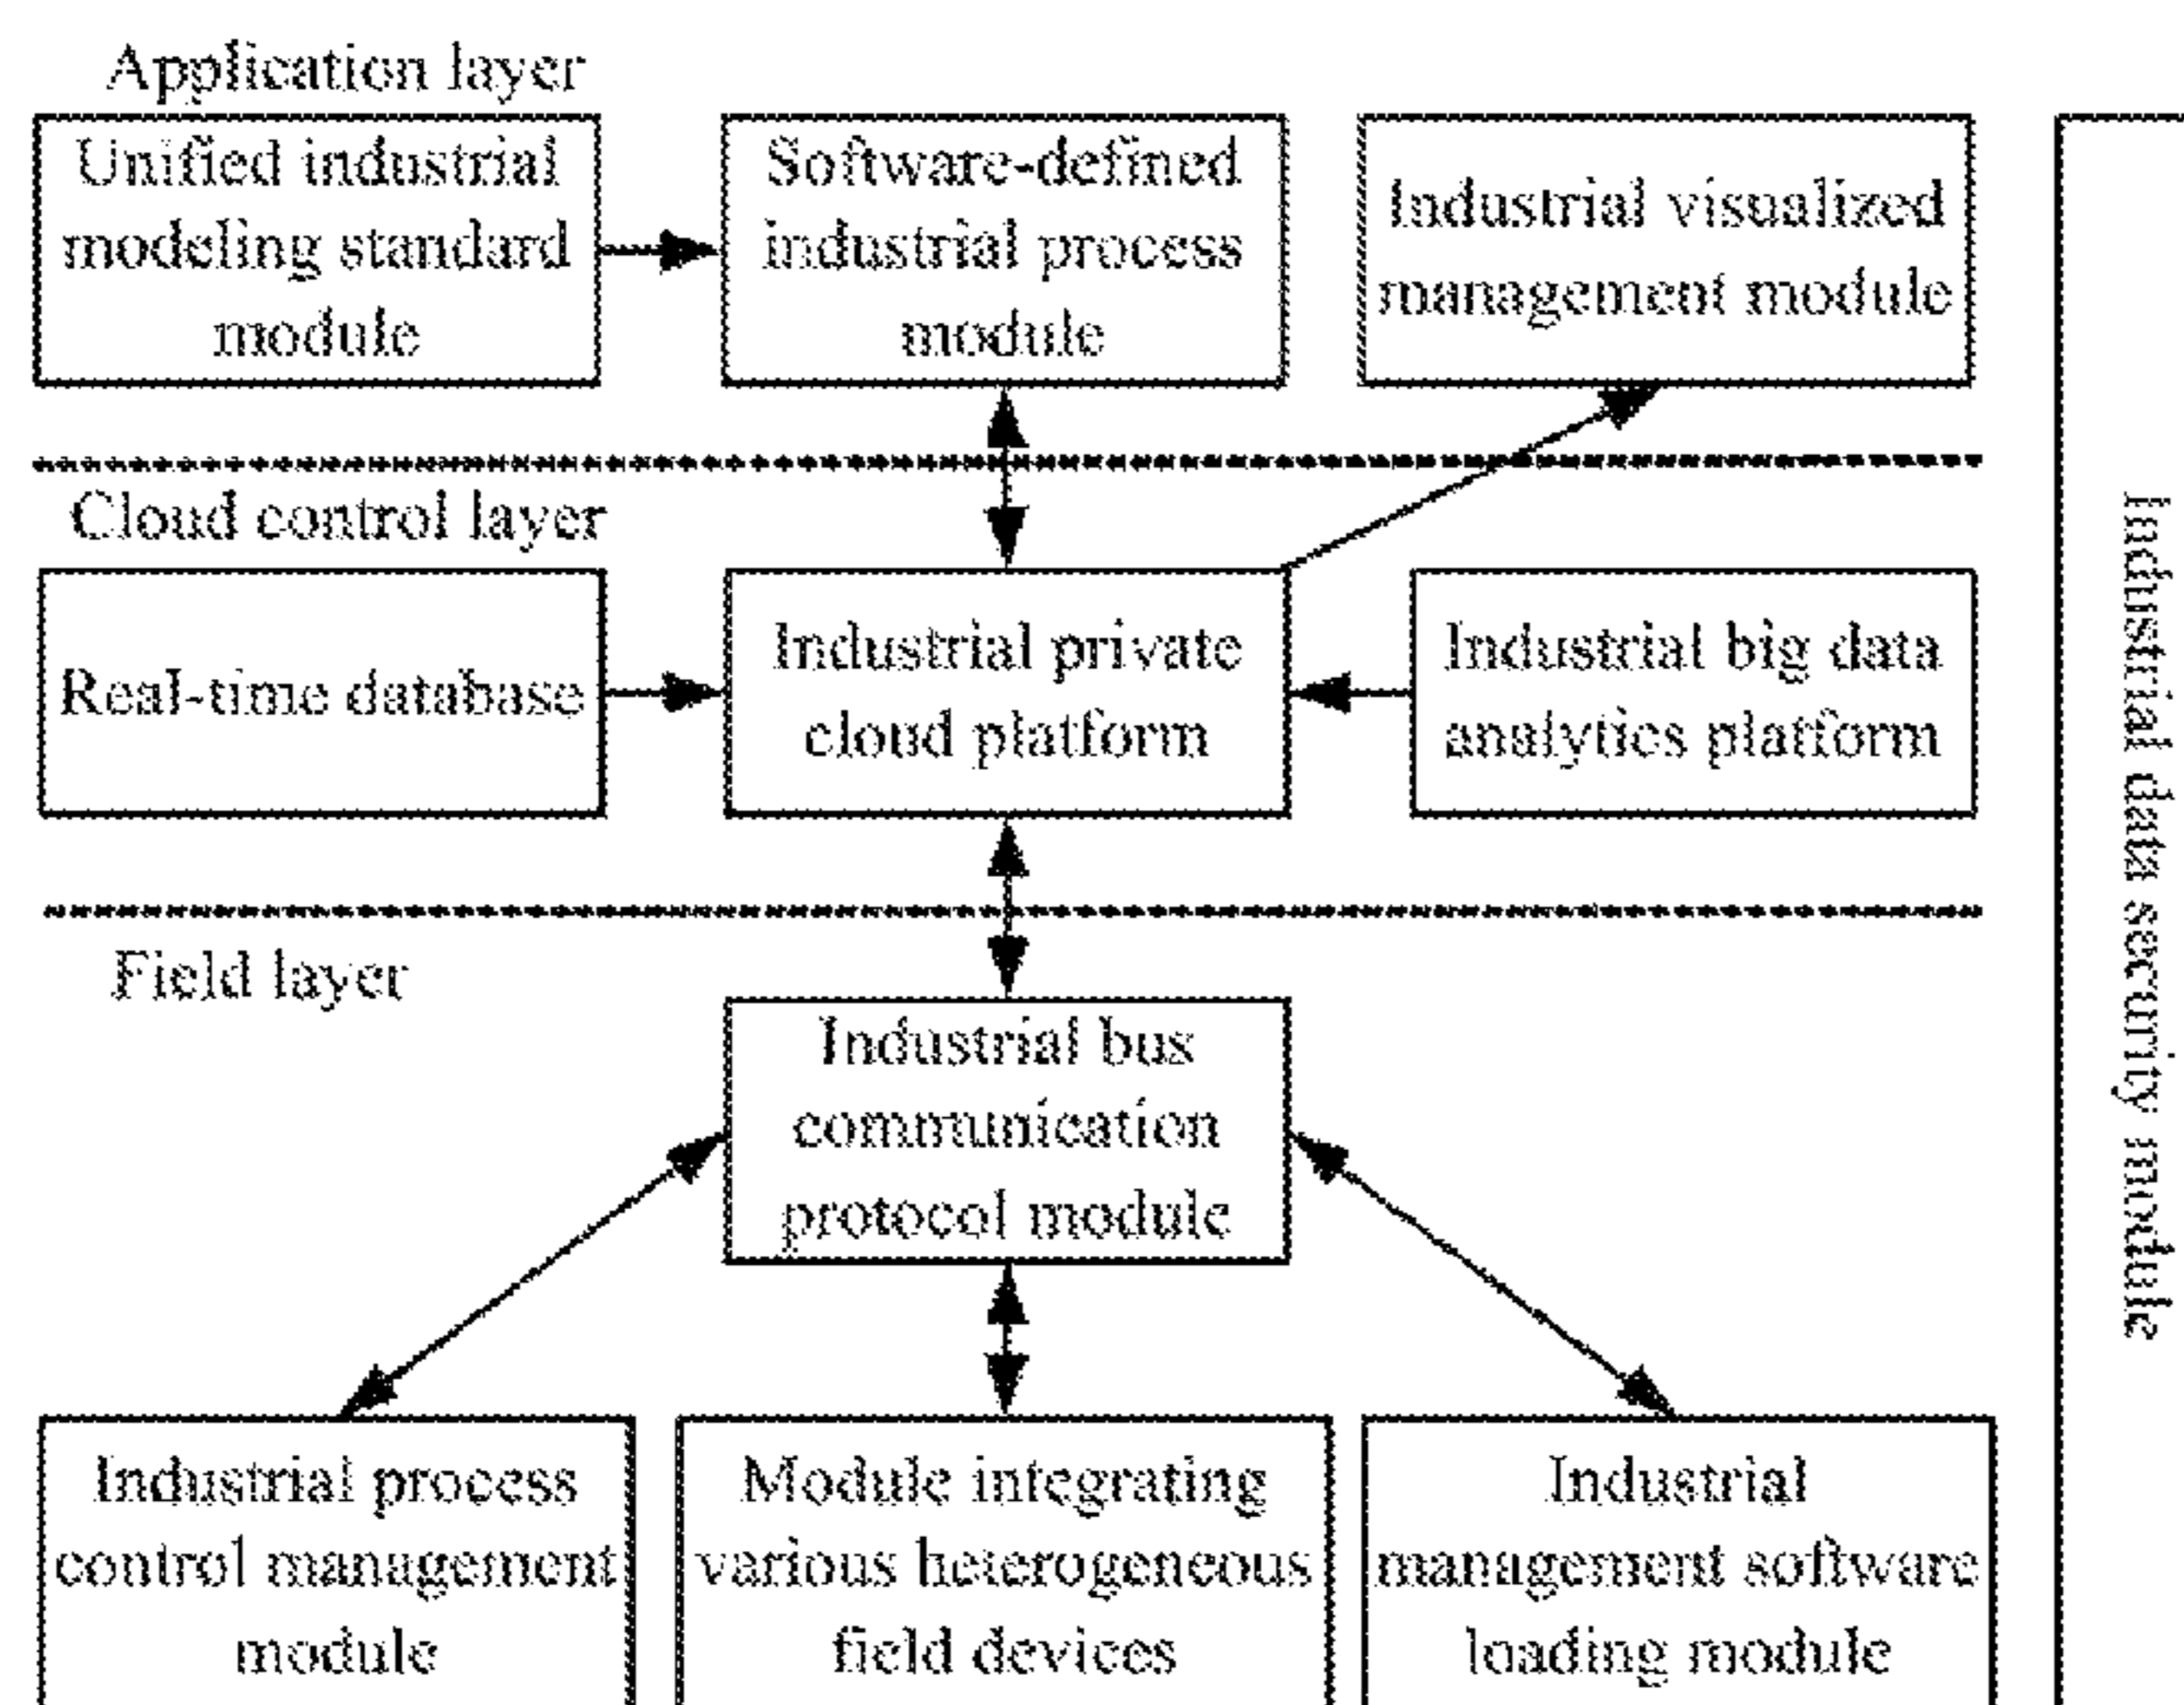 Application layer
Unified industrial
modeling standard
module
Software-defined
industrial process
module
Industrial visualized
management module
Cloud control layer
Real-time database
Industrial private
cloud platform
Industrial big data
analytics platform
Field layer
Industrial bus
communication
protocol module
Industrial process
control management
module
Module integrating
various heterogeneous
field devices
Industrial
management software
loading module
Industrial data security module